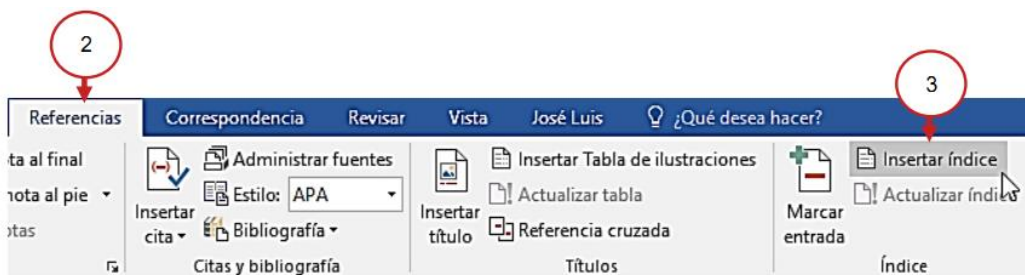 2
3
Referencias Correspondencia Revisar Vista José Luis ¿Qué desea hacer?
ta al final
nota al pie
otas
Insertar cita
Administrar fuentes
Estilo: APA
Bibliografía
Citas y bibliografía
Insertar título
Insertar Tabla de ilustraciones
Actualizar tabla
Referencia cruzada
Títulos
Marcar entrada
Insertar índice
Actualizar índice
Índice